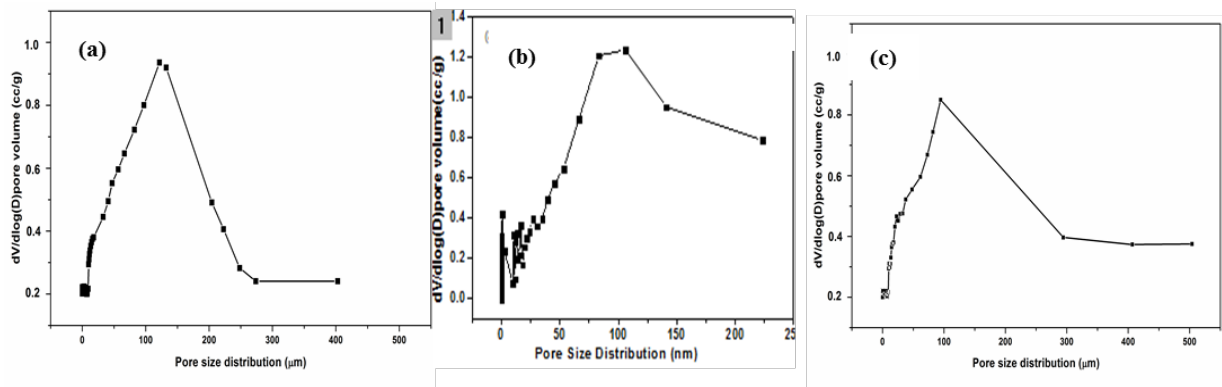 (a)
1.0
0.8
0.6
0.4
0.2
dV/dlog(D)pore volume (cc/g)
0 100 200 300 400 500
Pore size distribution (μm)
1
(b)
1.4
1.2
1.0
0.8
0.6
0.4
0.2
0.0
dV/dlog(D)pore volume(cc/g)
0 50 100 150 200 25
Pore Size Distribution (nm)
(c)
1.0
0.8
0.6
0.4
0.2
dV/dlog(D)pore volume (cc/g)
0 100 200 300 400 500
Pore size distribution (μm)